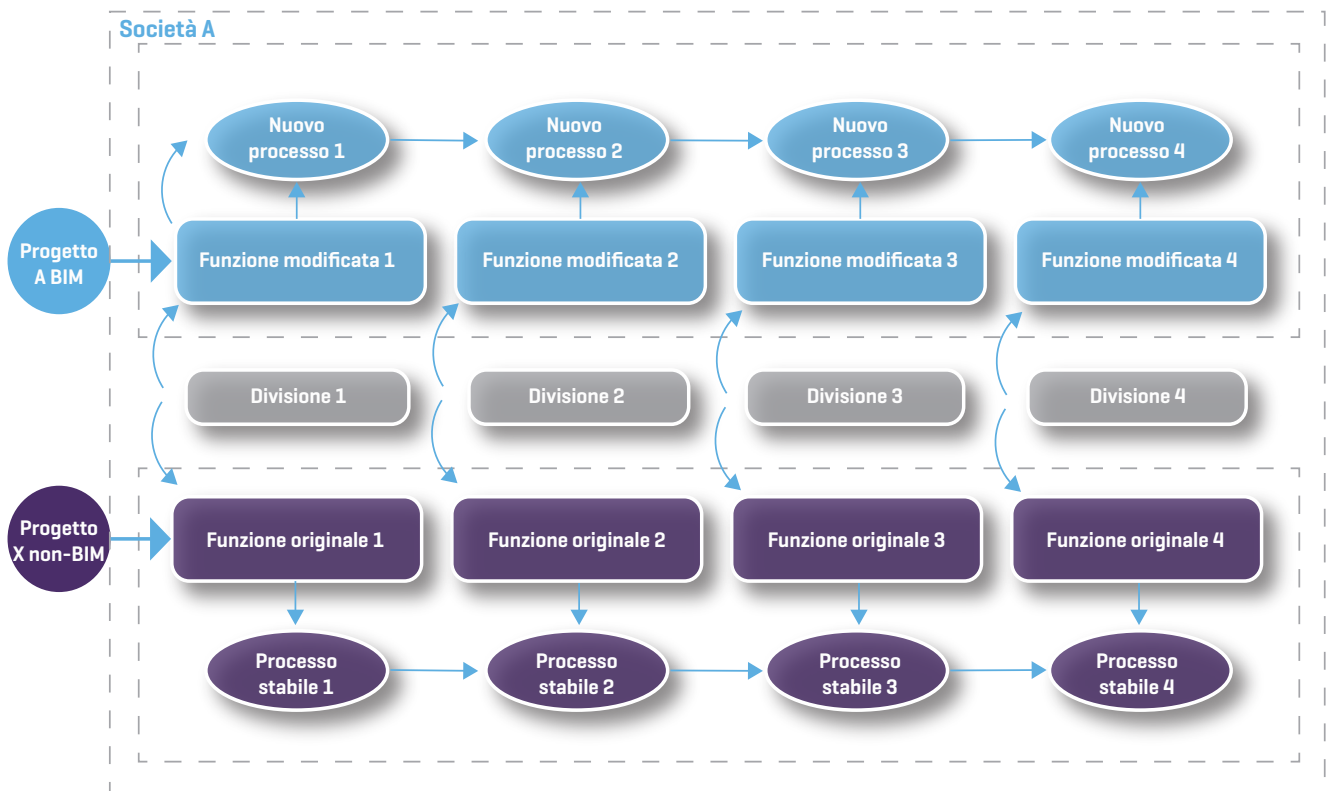 Società A
Nuovo
processo 1
Nuovo
processo 2
Nuovo
processo 3
Nuovo
processo 4
Progetto
A BIM
Funzione modificata 1
Funzione modificata 2
Funzione modificata 3
Funzione modificata 4
Divisione 1
Divisione 2
Divisione 3
Divisione 4
Progetto
X non-BIM
Funzione originale 1
Funzione originale 2
Funzione originale 3
Funzione originale 4
Processo
stabile 1
Processo
stabile 2
Processo
stabile 3
Processo
stabile 4